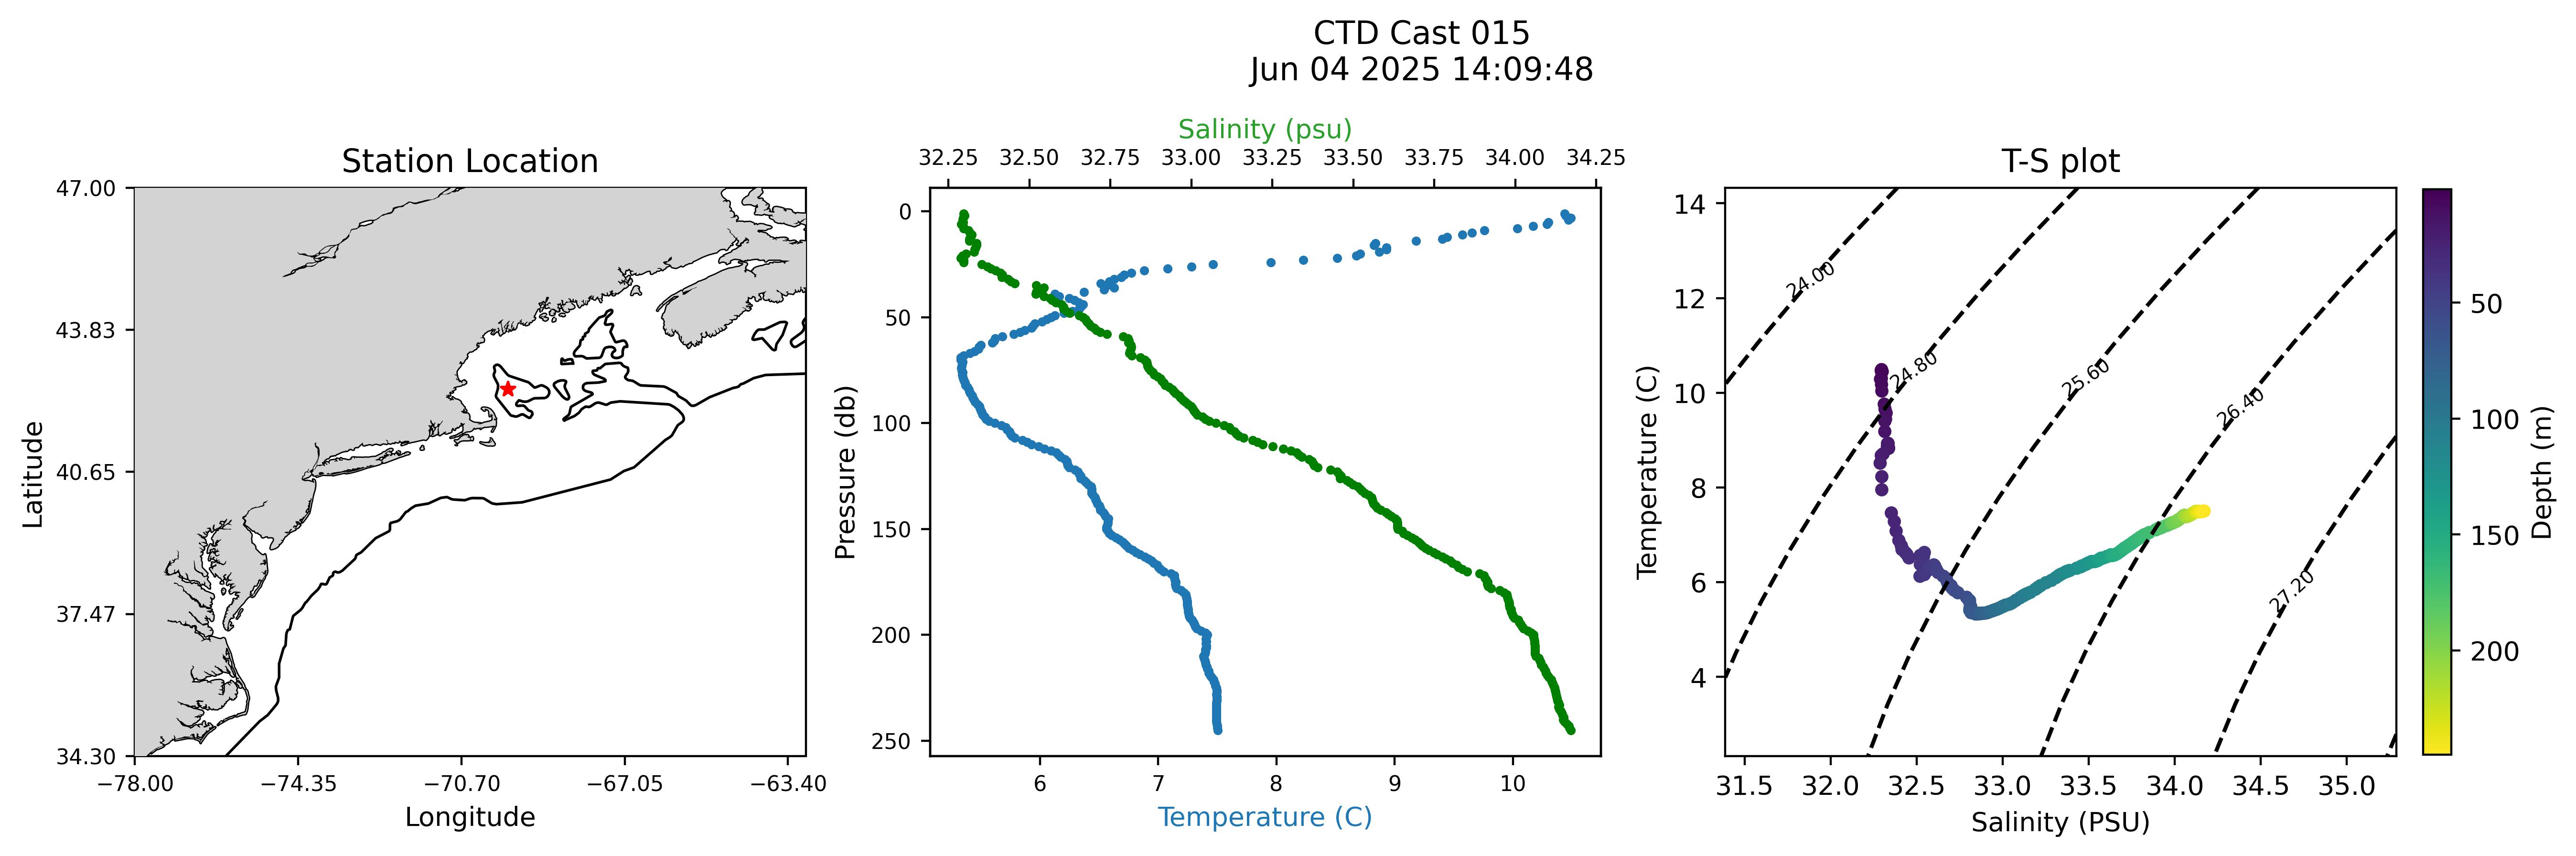 CTD Cast 015
Jun 04 2025 14:09:48
Station Location
47.00
43.83
40.65
37.47
34.30
Latitude
−78.00 −74.35 −70.70 −67.05 −63.40
Longitude
Salinity (psu)
32.25 32.50 32.75 33.00 33.25 33.50 33.75 34.00 34.25
0
50
100
150
200
250
Pressure (db)
6 7 8 9 10
Temperature (C)
T-S plot
14
12
10
8
6
4
Temperature (C)
24.00
24.80
25.60
26.40
27.20
31.5 32.0 32.5 33.0 33.5 34.0 34.5 35.0
Salinity (PSU)
50
100
150
200
Depth (m)